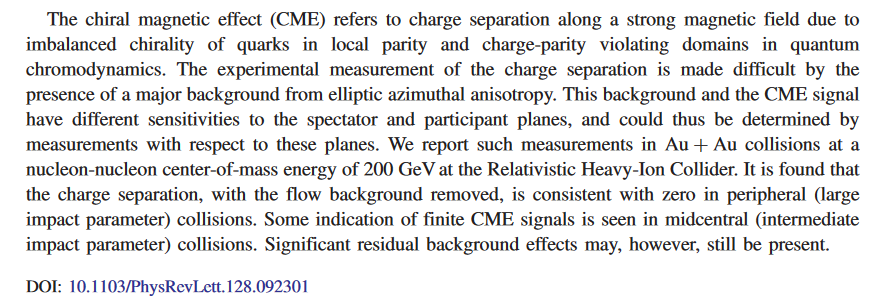 The chiral magnetic effect (CME) refers to charge separation along a strong magnetic field due to
imbalanced chirality of quarks in local parity and charge-parity violating domains in quantum
chromodynamics. The experimental measurement of the charge separation is made difficult by the
presence of a major background from elliptic azimuthal anisotropy. This background and the CME signal
have different sensitivities to the spectator and participant planes, and could thus be determined by
measurements with respect to these planes. We report such measurements in Au + Au collisions at a
nucleon-nucleon center-of-mass energy of 200 GeV at the Relativistic Heavy-Ion Collider. It is found that
the charge separation, with the flow background removed, is consistent with zero in peripheral (large
impact parameter) collisions. Some indication of finite CME signals is seen in midcentral (intermediate
impact parameter) collisions. Significant residual background effects may, however, still be present.
DOI: 10.1103/PhysRevLett.128.092301